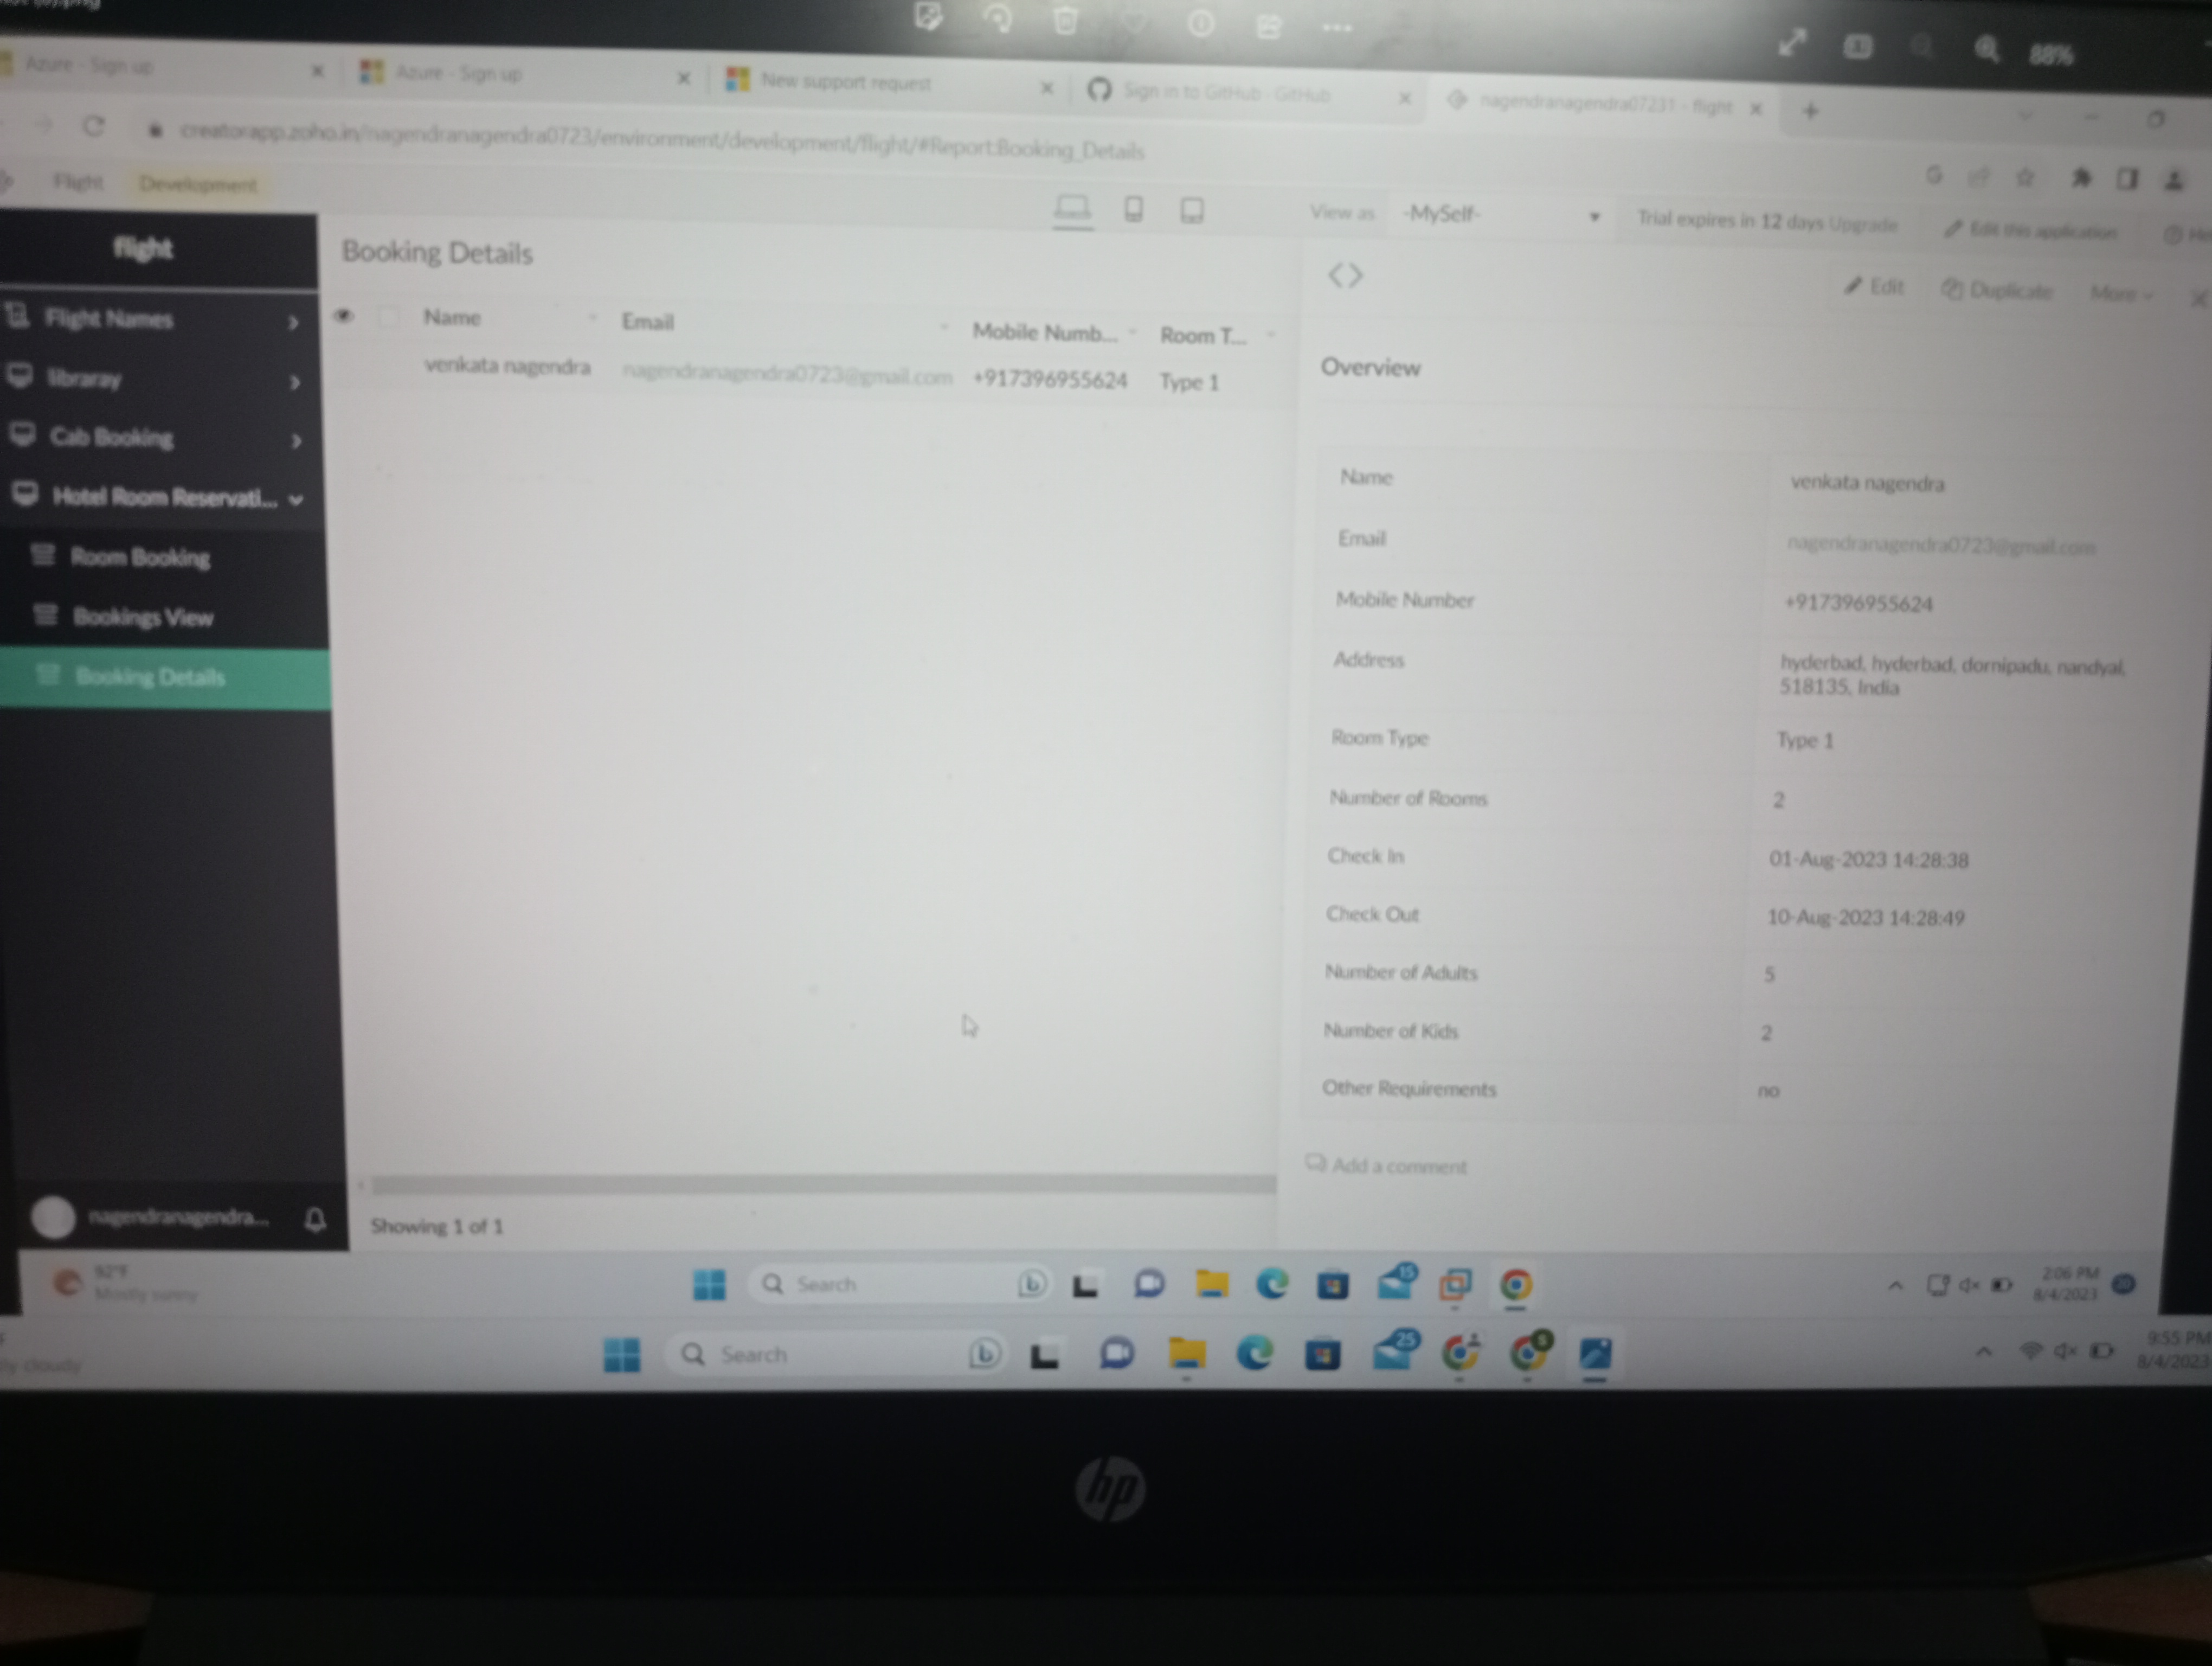 88%
Azure - Sign up
Azure - Sign up
New support request
Sign in to GitHub · GitHub
nagendranagendra07231 - flight
creatorapp.zoho.in/nagendranagendra0723/environment/development/flight/#Report:Booking_Details
Flight
Development
View as
-MySelf-
Trial expires in 12 days Upgrade
Edit this application
flight
Flight Names
libraray
Cab Booking
Hotel Room Reservati...
Room Booking
Bookings View
Booking Details
nagendranagendra...
Booking Details
Name
Email
Mobile Numb...
Room T...
venkata nagendra
nagendranagendra0723@gmail.com
+917396955624
Type 1
Showing 1 of 1
Edit
Duplicate
More
Overview
Name
venkata nagendra
Email
nagendranagendra0723@gmail.com
Mobile Number
+917396955624
Address
hyderbad, hyderbad, dornipadu, nandyal,
518135, India
Room Type
Type 1
Number of Rooms
2
Check In
01-Aug-2023 14:28:38
Check Out
10-Aug-2023 14:28:49
Number of Adults
5
Number of Kids
2
Other Requirements
no
Add a comment
92°F
Mostly sunny
Search
15
2:06 PM
8/4/2023
cloudy
Search
25
5
9:55 PM
8/4/2023
hp